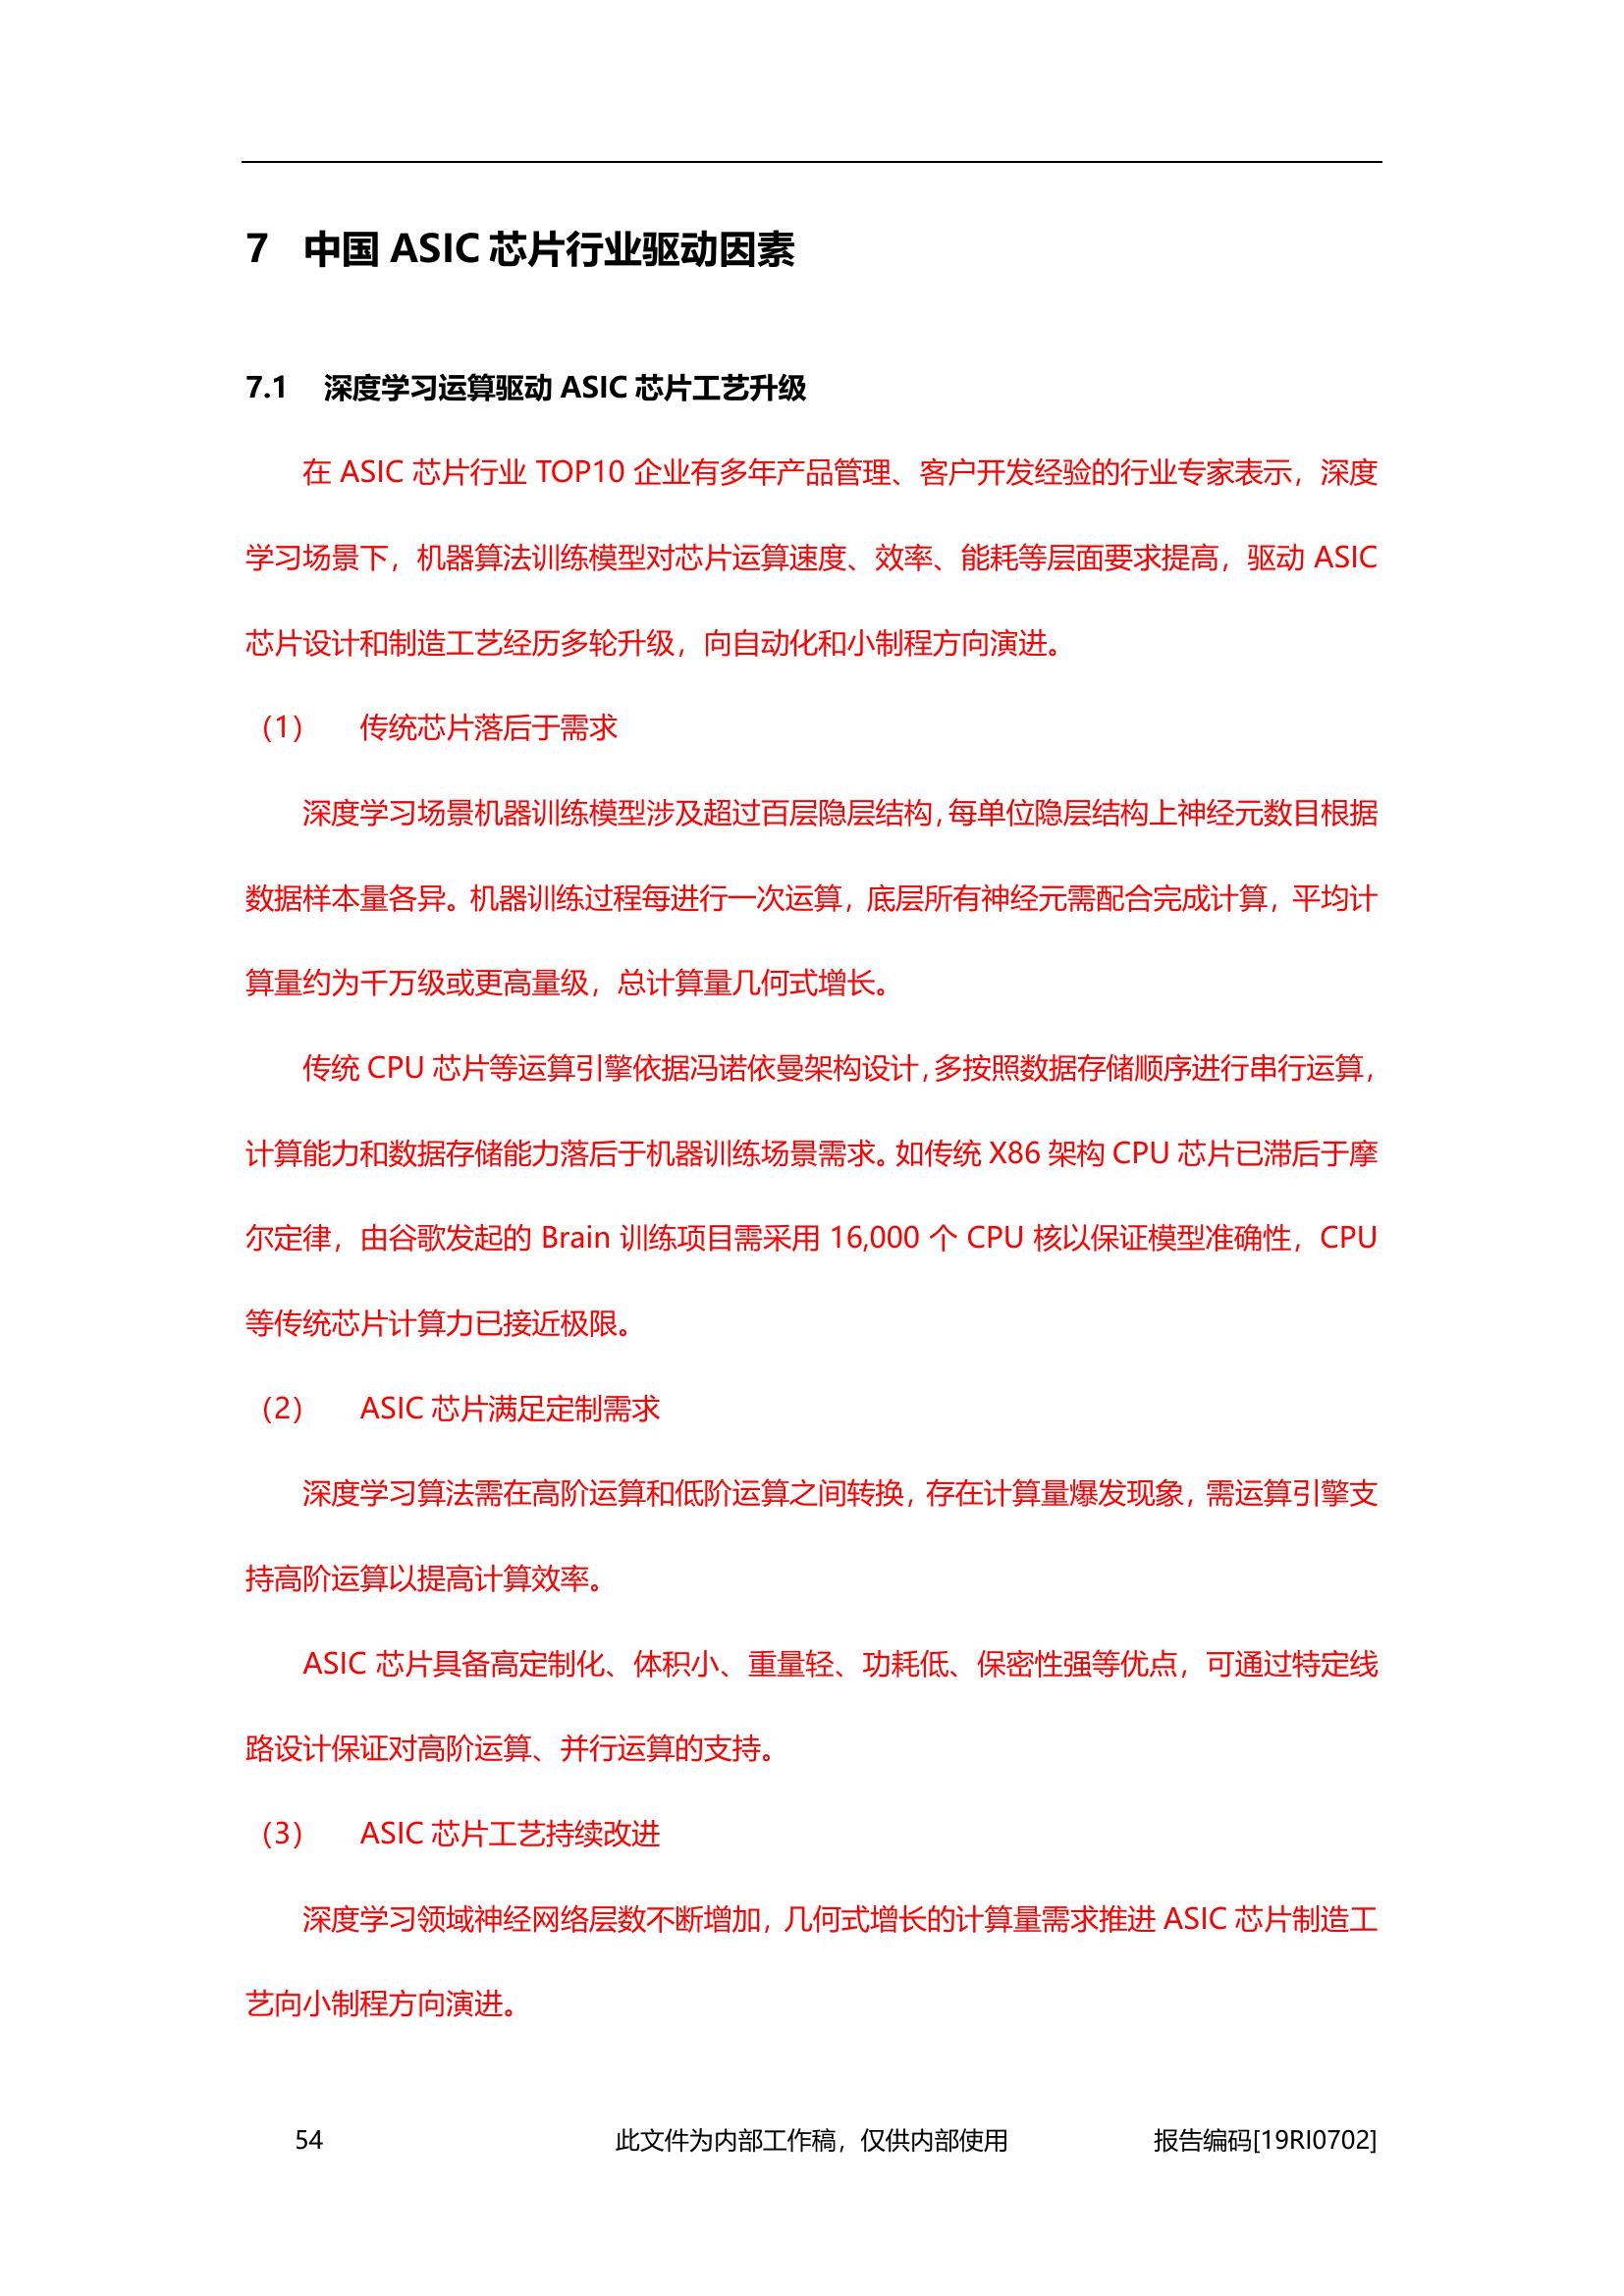 7 中国 ASIC 芯片行业驱动因素
7.1 深度学习运算驱动 ASIC 芯片工艺升级
在 ASIC 芯片行业 TOP10 企业有多年产品管理、客户开发经验的行业专家表示，深度
学习场景下，机器算法训练模型对芯片运算速度、效率、能耗等层面要求提高，驱动 ASIC
芯片设计和制造工艺经历多轮升级，向自动化和小制程方向演进。
（1） 传统芯片落后于需求
深度学习场景机器训练模型涉及超过百层隐层结构，每单位隐层结构上神经元数目根据
数据样本量各异。机器训练过程每进行一次运算，底层所有神经元需配合完成计算，平均计
算量约为千万级或更高量级，总计算量几何式增长。
传统 CPU 芯片等运算引擎依据冯诺依曼架构设计，多按照数据存储顺序进行串行运算，
计算能力和数据存储能力落后于机器训练场景需求。如传统 X86 架构 CPU 芯片已滞后于摩
尔定律，由谷歌发起的 Brain 训练项目需采用 16,000 个 CPU 核以保证模型准确性，CPU
等传统芯片计算力已接近极限。
（2） ASIC 芯片满足定制需求
深度学习算法需在高阶运算和低阶运算之间转换，存在计算量爆发现象，需运算引擎支
持高阶运算以提高计算效率。
ASIC 芯片具备高定制化、体积小、重量轻、功耗低、保密性强等优点，可通过特定线
路设计保证对高阶运算、并行运算的支持。
（3） ASIC 芯片工艺持续改进
深度学习领域神经网络层数不断增加，几何式增长的计算量需求推进 ASIC 芯片制造工
艺向小制程方向演进。
54 此文件为内部工作稿，仅供内部使用 报告编码[19RI0702]